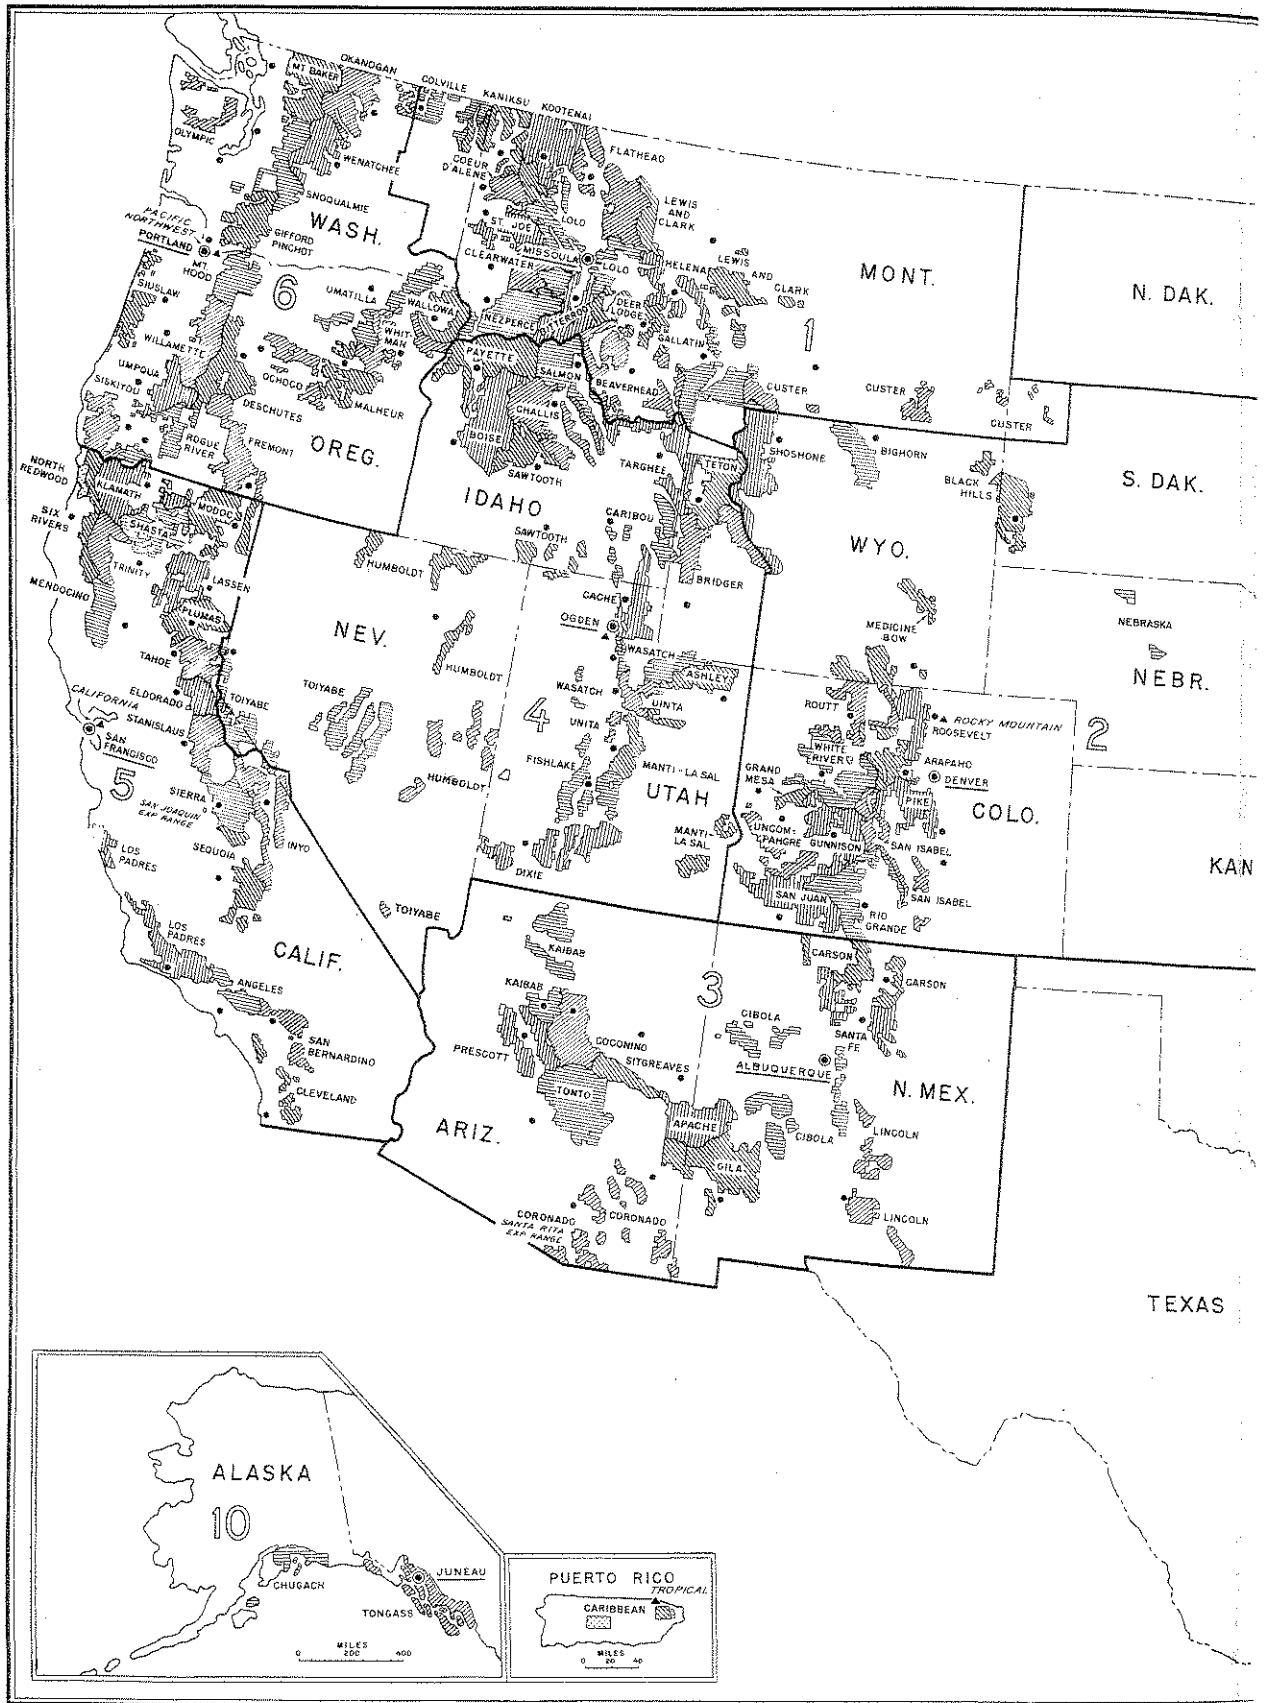 OKANOGAN
MT BAKER
COLVILLE
KANIKSU
KOOTENAI
OLYMPIC
WENATCHEE
COEUR
D'ALENE
FLATHEAD
SNOQUALMIE
LEWIS
AND
CLARK
PACIFIC
NORTHWEST
PORTLAND
WASH.
GIFFORD
PINCHOT
ST. JOE
LOLO
MISSOULA
LOLO
CLEARWATER
HELENA
LEWIS
AND
CLARK
MONT.
N. DAK.
MT.
HOOD
6
UMATILLA
WALLOWA
NEZPERCE
BITTERROOT
DEER
LODGE
1
SIUSLAW
WHIT-
MAN
WILLAMETTE
PAYETTE
SALMON
GALLATIN
UMPQUA
OCHOCO
SISKIYOU
MALHEUR
DESCHUTES
BEAVERHEAD
CUSTER
CUSTER
CUSTER
CHALLIS
ROGUE
RIVER
FREMONT
OREG.
BOISE
SAWTOOTH
TARGHEE
TETON
SHOSHONE
BIGHORN
BLACK
HILLS
S. DAK.
NORTH
REDWOOD
KLAMATH
MODOC
IDAHO
SIX
RIVERS
SHASTA
SAWTOOTH
CARIBOU
WYO.
TRINITY
LASSEN
HUMBOLDT
BRIDGER
MENDOCINO
CACHE
PLUMAS
NEV.
OGDEN
MEDICINE
BOW
NEBRASKA
TAHOE
HUMBOLDT
WASATCH
ASHLEY
NEBR.
ELDORADO
TOIYABE
TOIYABE
WASATCH
UINTA
ROUTT
ROCKY MOUNTAIN
ROOSEVELT
2
CALIFORNIA
STANISLAUS
4
UNITA
SAN
FRANCISCO
5
WHITE
RIVER
ARAPAHO
DENVER
FISHLAKE
MANTI-LA SAL
GRAND
MESA
HUMBOLDT
UTAH
PIKE
COLO.
SIERRA
SAN JOAQUIN
EXP RANGE
INYO
MANTI-
LA SAL
UNCOM-
PAHGRE
GUNNISON
SAN ISABEL
SEQUOIA
KAN
LOS
PADRES
DIXIE
SAN JUAN
SAN ISABEL
RIO
GRANDE
TOIYABE
LOS
PADRES
CALIF.
KAIBAB
CARSON
CARSON
KAIBAB
3
ANGELES
CIBOLA
SANTA
FE
PRESCOTT
COCONINO
SITGREAVES
SAN
BERNARDINO
ALBUQUERQUE
N. MEX.
CLEVELAND
TONTO
ARIZ.
APACHE
CIBOLA
LINCOLN
GILA
CORONADO
CORONADO
SANTA RITA
EXP RANGE
LINCOLN
TEXAS
ALASKA
10
CHUGACH
JUNEAU
TONGASS
MILES
0 200 400
PUERTO RICO
TROPICAL
CARIBBEAN
MILES
0 20 40